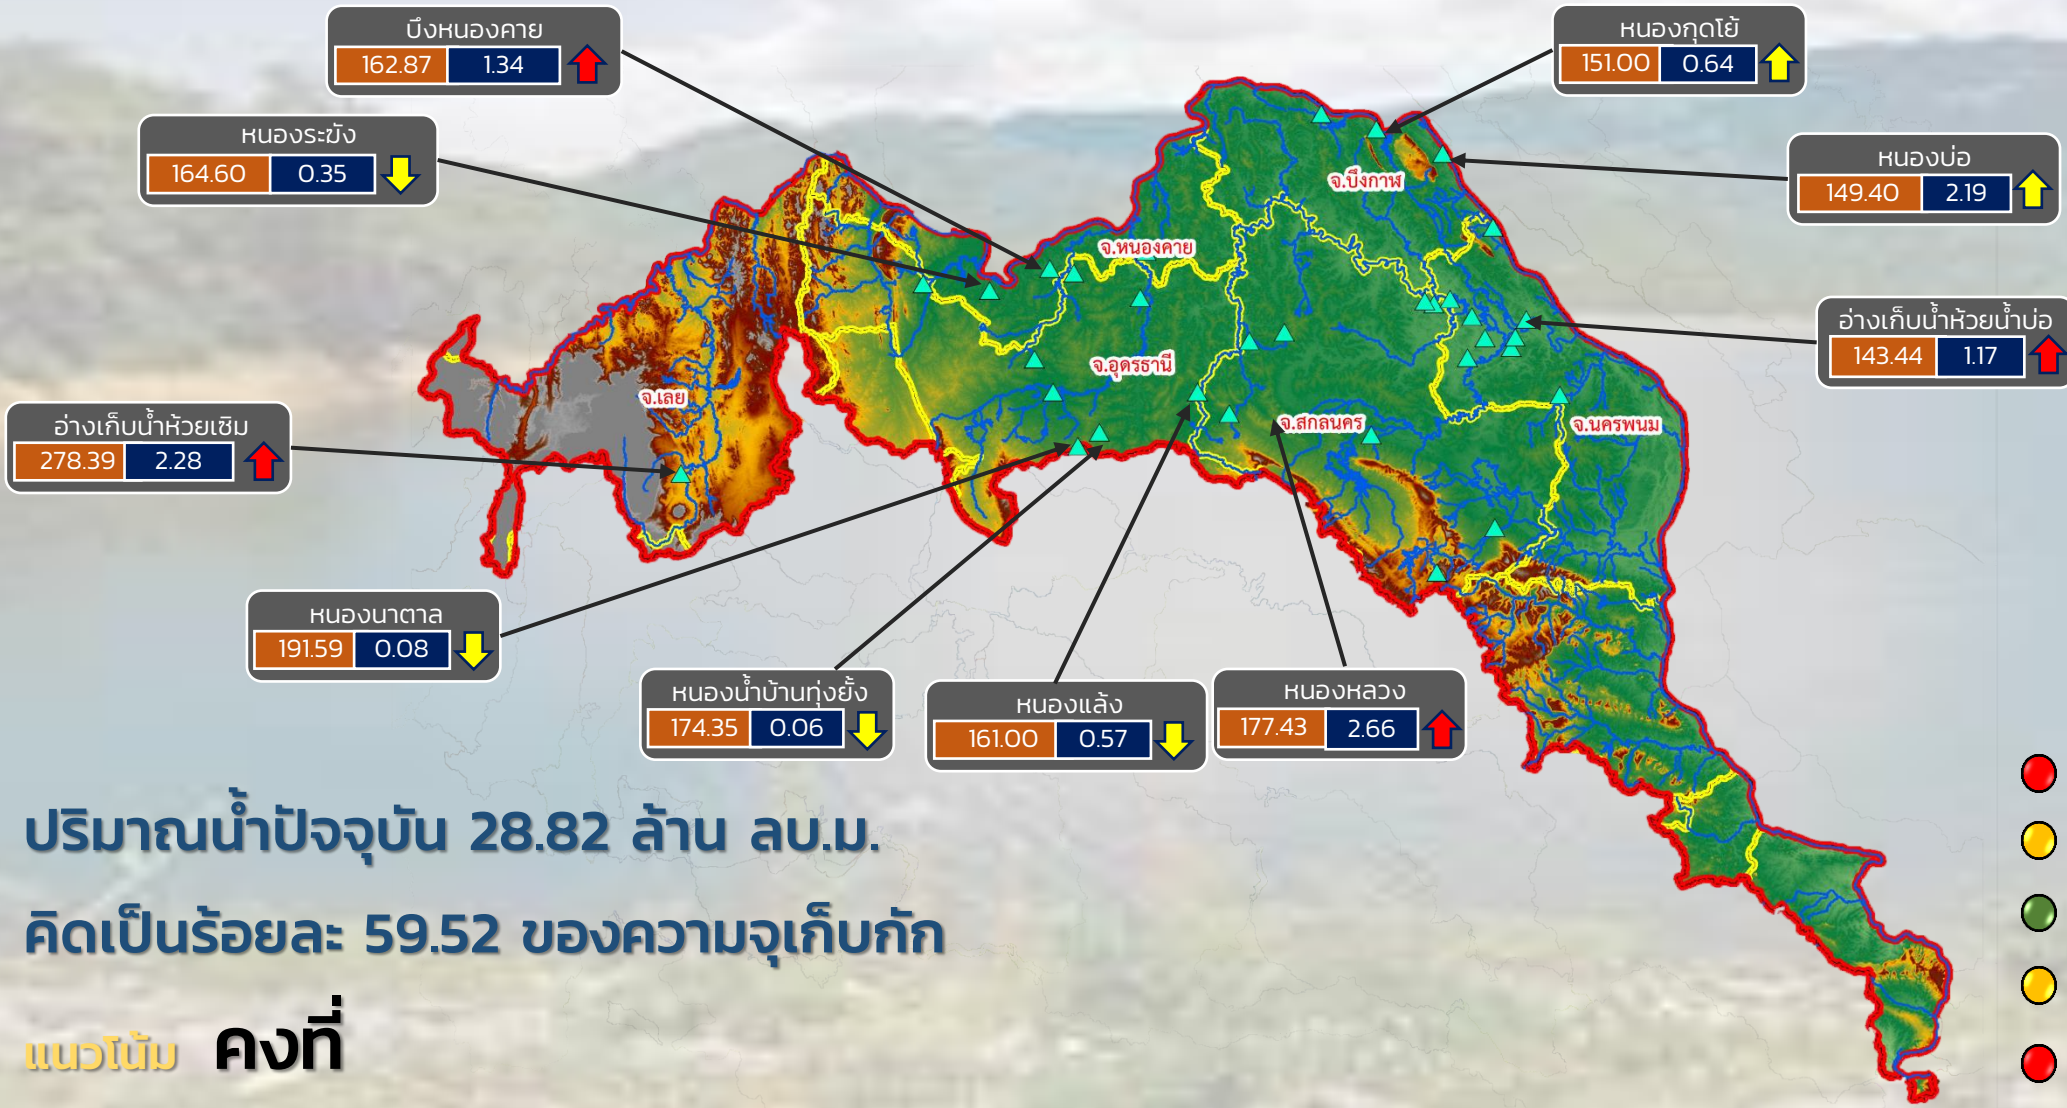 บึงหนองคาย
162.87 1.34
หนองกุดโย้
151.00 0.64
หนองระฆัง
164.60 0.35
หนองบ่อ
149.40 2.19
จ.บึงกาฬ
จ.หนองคาย
อ่างเก็บน้ำห้วยน้ำบ่อ
143.44 1.17
จ.อุดรธานี
จ.เลย
จ.สกลนคร
จ.นครพนม
อ่างเก็บน้ำห้วยเซิม
278.39 2.28
หนองนาตาล
191.59 0.08
หนองน้ำบ้านทุ่งยั้ง
174.35 0.06
หนองแล้ง
161.00 0.57
หนองหลวง
177.43 2.66
ปริมาณน้ำปัจจุบัน 28.82 ล้าน ลบ.ม.
คิดเป็นร้อยละ 59.52 ของความจุเก็บกัก
แนวโน้ม คงที่